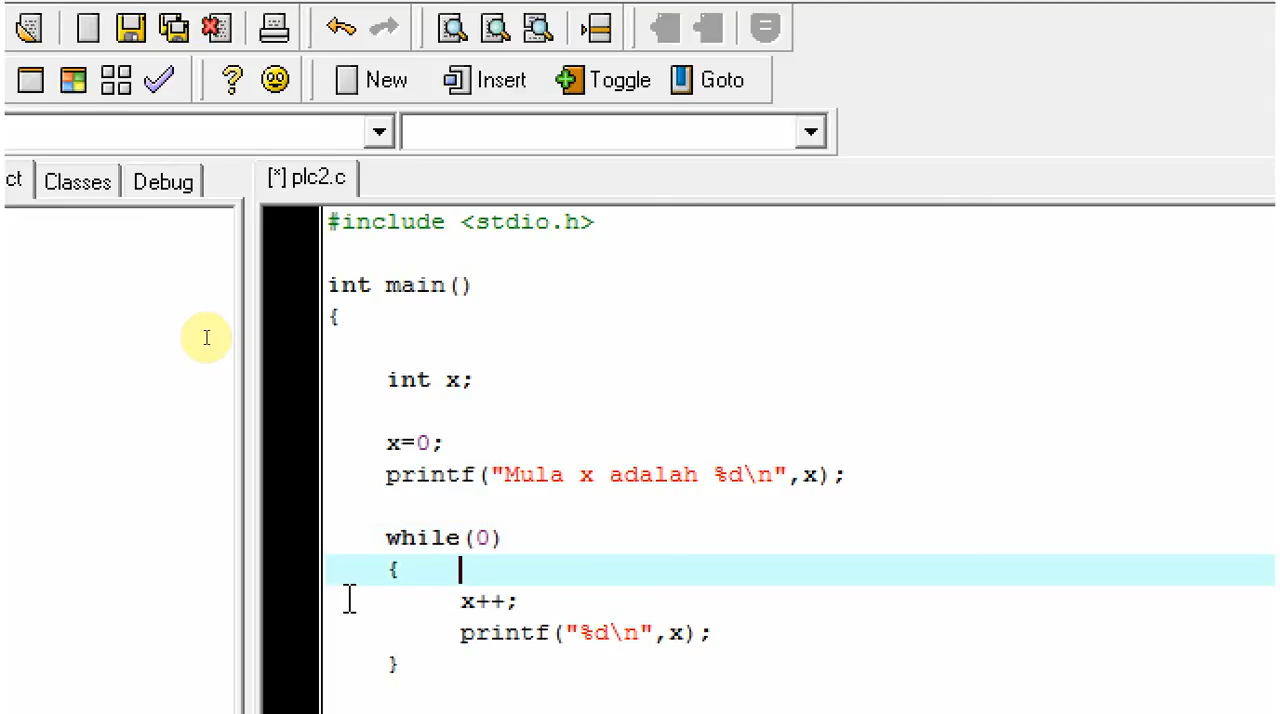 New Insert Toggle Goto
ct Classes Debug [*] plc2.c
#include <stdio.h>
int main()
{
int x;
x=0;
printf("Mula x adalah %d\n",x);
while(0)
{
x++;
printf("%d\n",x);
}